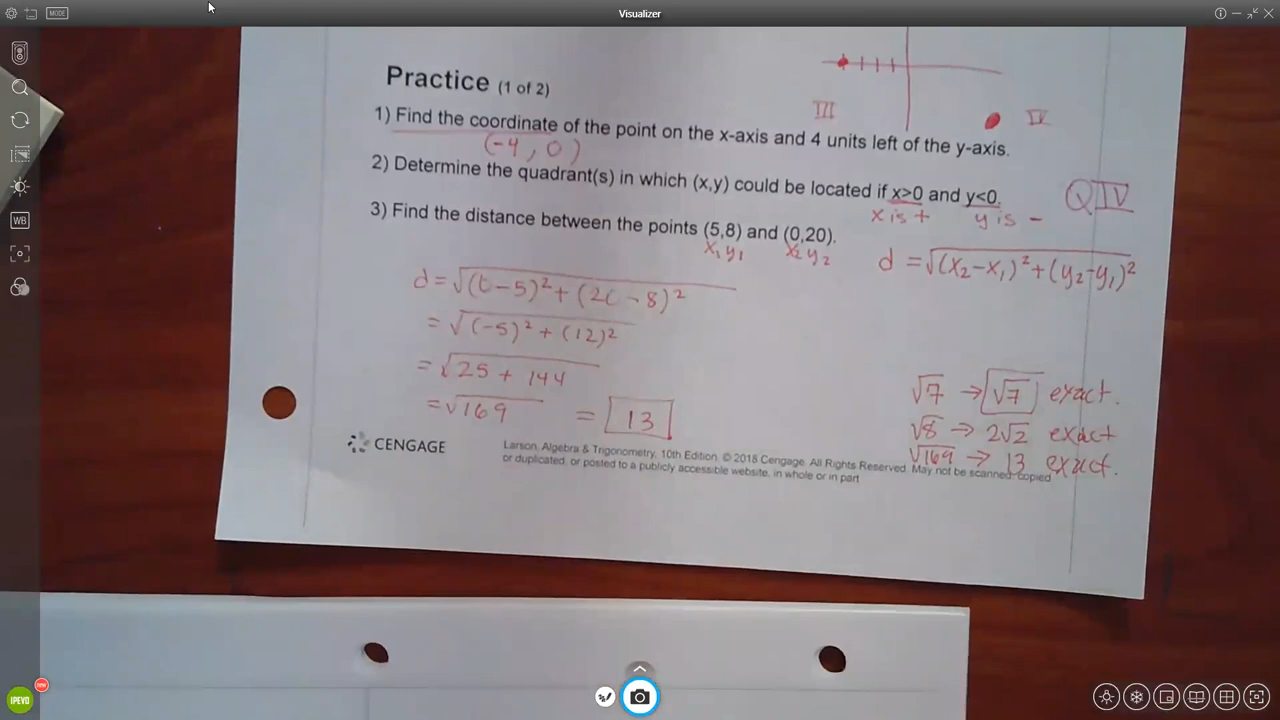 MODE
Visualizer
Practice (1 of 2)
III
IV
1) Find the coordinate of the point on the x-axis and 4 units left of the y-axis.
(-4, 0)
2) Determine the quadrant(s) in which (x,y) could be located if x>0 and y<0.
QIV
x is + y is -
3) Find the distance between the points (5,8) and (0,20).
x₁y₁ x₂y₂
d = √(x₂-x₁)²+(y₂-y₁)²
d = √(0-5)²+(20-8)²
= √(-5)² + (12)²
= √25 + 144
= √169 = 13
√7 → √7 exact.
√8 → 2√2 exact
√169 → 13 exact.
CENGAGE
Larson, Algebra & Trigonometry, 10th Edition. © 2018 Cengage. All Rights Reserved. May not be scanned, copied
or duplicated, or posted to a publicly accessible website, in whole or in part
WB
IPEVO
new